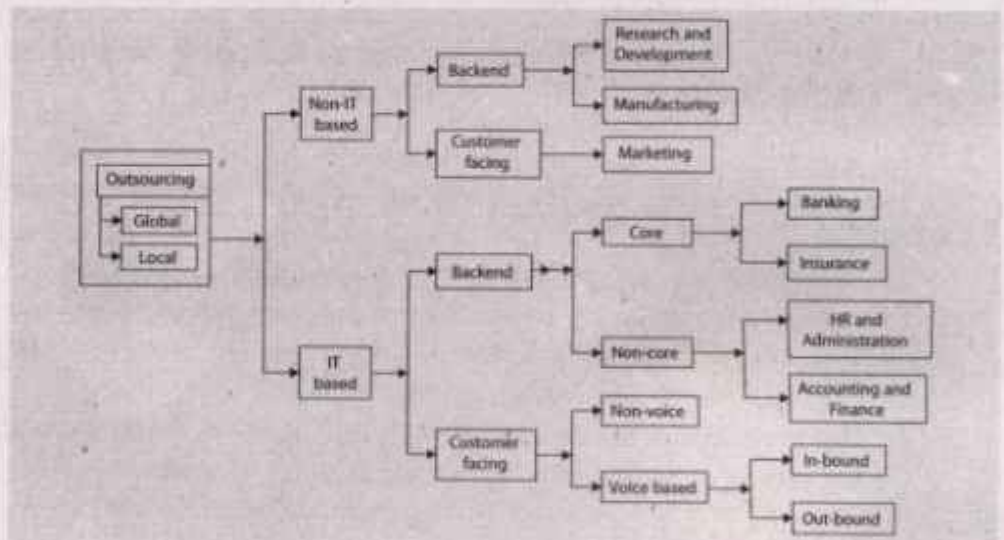 Outsourcing
Global
Local
Non-IT
based
IT
based
Backend
Customer
facing
Research and
Development
Manufacturing
Marketing
Backend
Customer
facing
Core
Non-core
Banking
Insurance
HR and
Administration
Accounting and
Finance
Non-voice
Voice based
In-bound
Out-bound